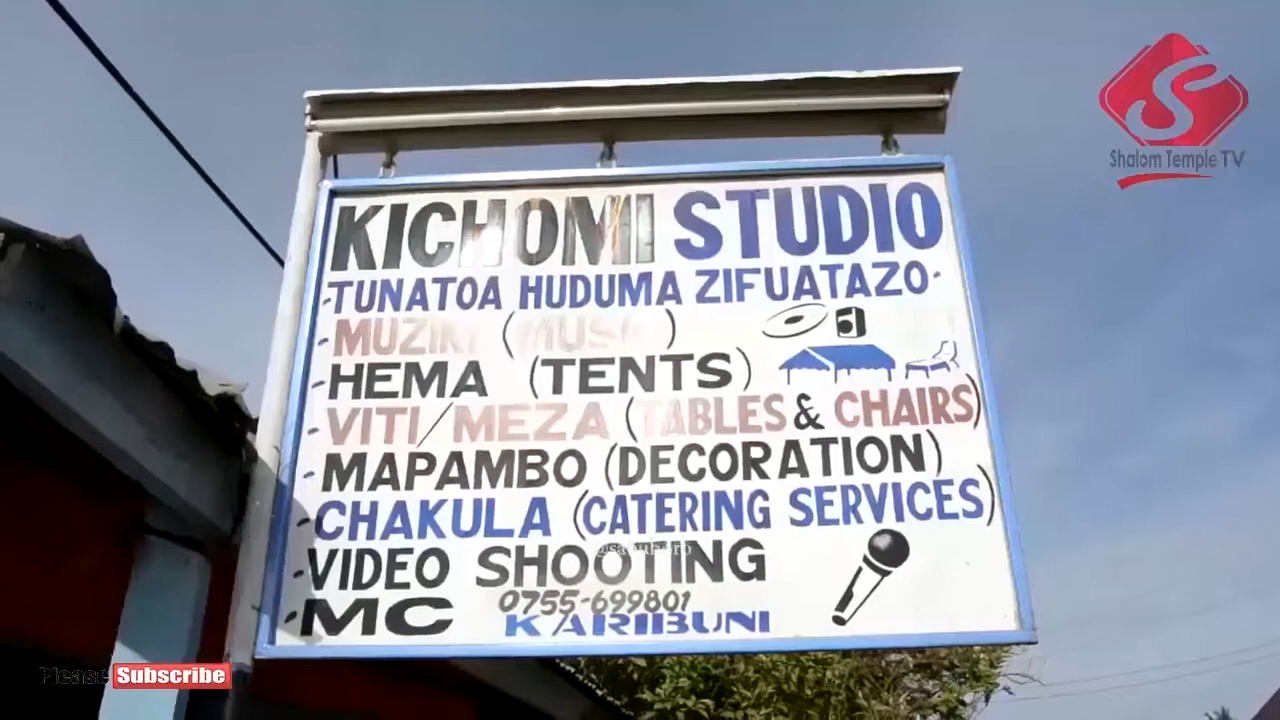 Shalom Temple TV
KICHOMI STUDIO
-TUNATOA HUDUMA ZIFUATAZO-
-MUZIKI (MUSIC)
-HEMA (TENTS)
-VITI/MEZA (TABLES & CHAIRS)
-MAPAMBO (DECORATION)
-CHAKULA (CATERING SERVICES)
-VIDEO SHOOTING
-MC 0755-699801
KARIBUNI
Please Subscribe